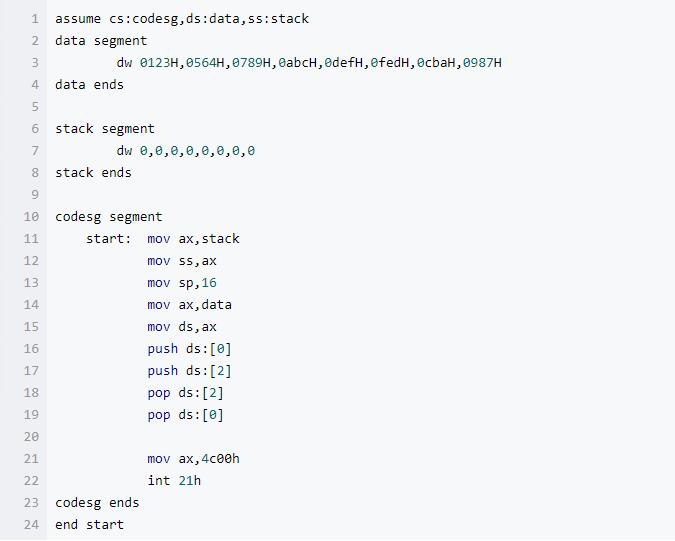 1 assume cs:codesg,ds:data,ss:stack
2 data segment
3         dw 0123H,0564H,0789H,0abcH,0defH,0fedH,0cbaH,0987H
4 data ends
5
6 stack segment
7         dw 0,0,0,0,0,0,0,0
8 stack ends
9
10 codesg segment
11     start:  mov ax,stack
12             mov ss,ax
13             mov sp,16
14             mov ax,data
15             mov ds,ax
16             push ds:[0]
17             push ds:[2]
18             pop ds:[2]
19             pop ds:[0]
20
21             mov ax,4c00h
22             int 21h
23 codesg ends
24 end start